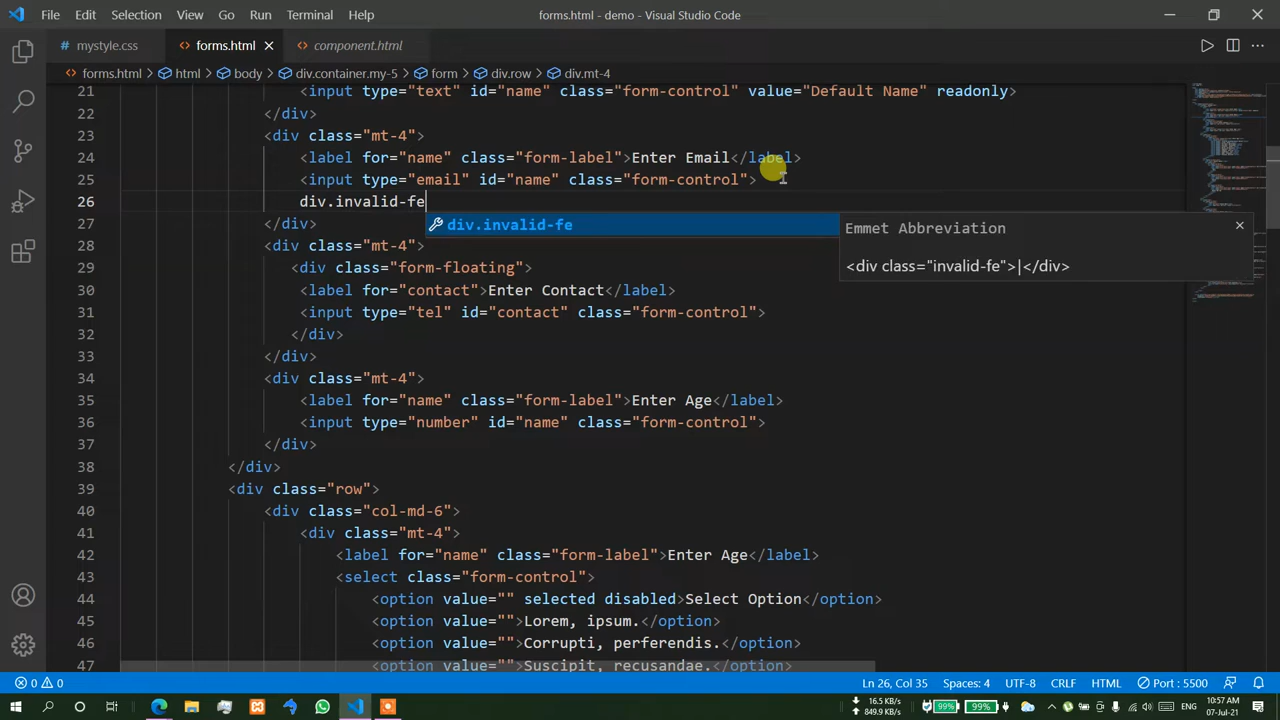 File Edit Selection View Go Run Terminal Help
forms.html - demo - Visual Studio Code
mystyle.css forms.html component.html
forms.html > html > body > div.container.my-5 > form > div.row > div.mt-4
21 <input type="text" id="name" class="form-control" value="Default Name" readonly>
22 </div>
23 <div class="mt-4">
24 <label for="name" class="form-label">Enter Email</label>
25 <input type="email" id="name" class="form-control">
26 div.invalid-fe
div.invalid-fe
Emmet Abbreviation
<div class="invalid-fe">|</div>
27 </div>
28 <div class="mt-4">
29 <div class="form-floating">
30 <label for="contact">Enter Contact</label>
31 <input type="tel" id="contact" class="form-control">
32 </div>
33 </div>
34 <div class="mt-4">
35 <label for="name" class="form-label">Enter Age</label>
36 <input type="number" id="name" class="form-control">
37 </div>
38 </div>
39 <div class="row">
40 <div class="col-md-6">
41 <div class="mt-4">
42 <label for="name" class="form-label">Enter Age</label>
43 <select class="form-control">
44 <option value="" selected disabled>Select Option</option>
45 <option value="">Lorem, ipsum.</option>
46 <option value="">Corrupti, perferendis.</option>
47 <option value="">Suscipit, recusandae.</option>
0 0 Ln 26, Col 35 Spaces: 4 UTF-8 CRLF HTML Port : 5500
16.5 KB/s
849.9 KB/s
99% 99% ENG
10:57 AM
07-Jul-21